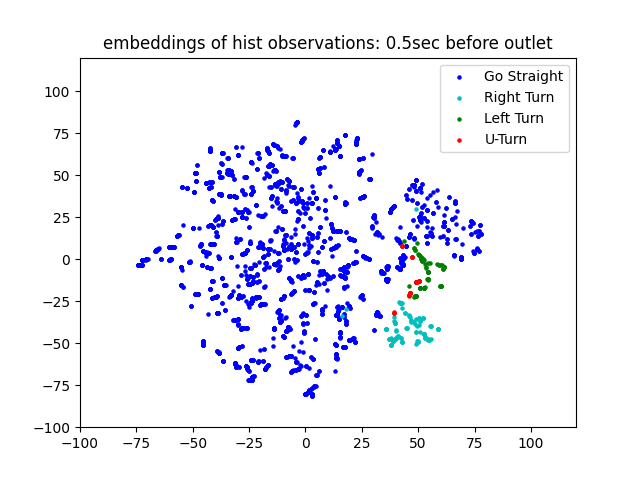 embeddings of hist observations: 0.5sec before outlet
Go Straight
Right Turn
Left Turn
U-Turn
100
75
50
25
0
−25
−50
−75
−100
−100 −75 −50 −25 0 25 50 75 100